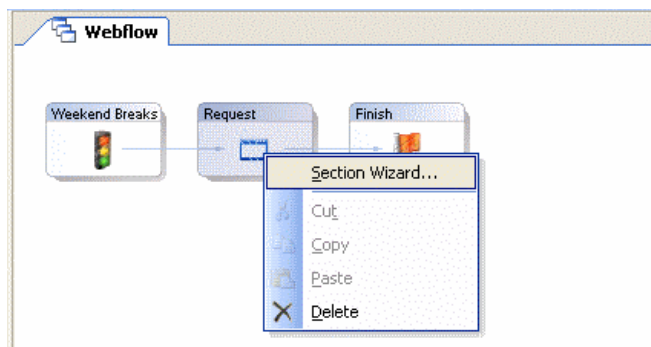 Webflow
Weekend Breaks
Request
Finish
Section Wizard...
Cut
Copy
Paste
Delete